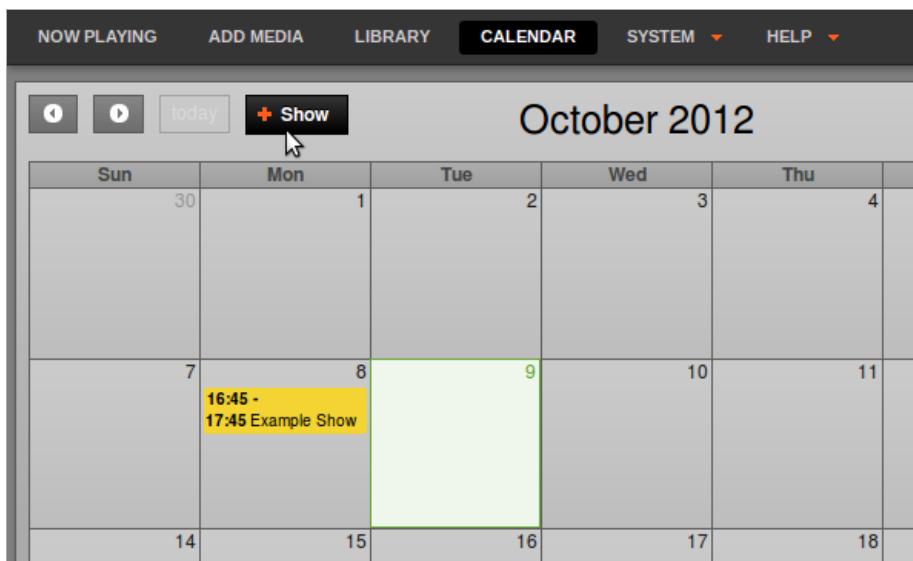 NOW PLAYING ADD MEDIA LIBRARY CALENDAR SYSTEM HELP
today + Show October 2012
Sun Mon Tue Wed Thu
30 1 2 3 4
7 8 9 10 11
16:45 -
17:45 Example Show
14 15 16 17 18